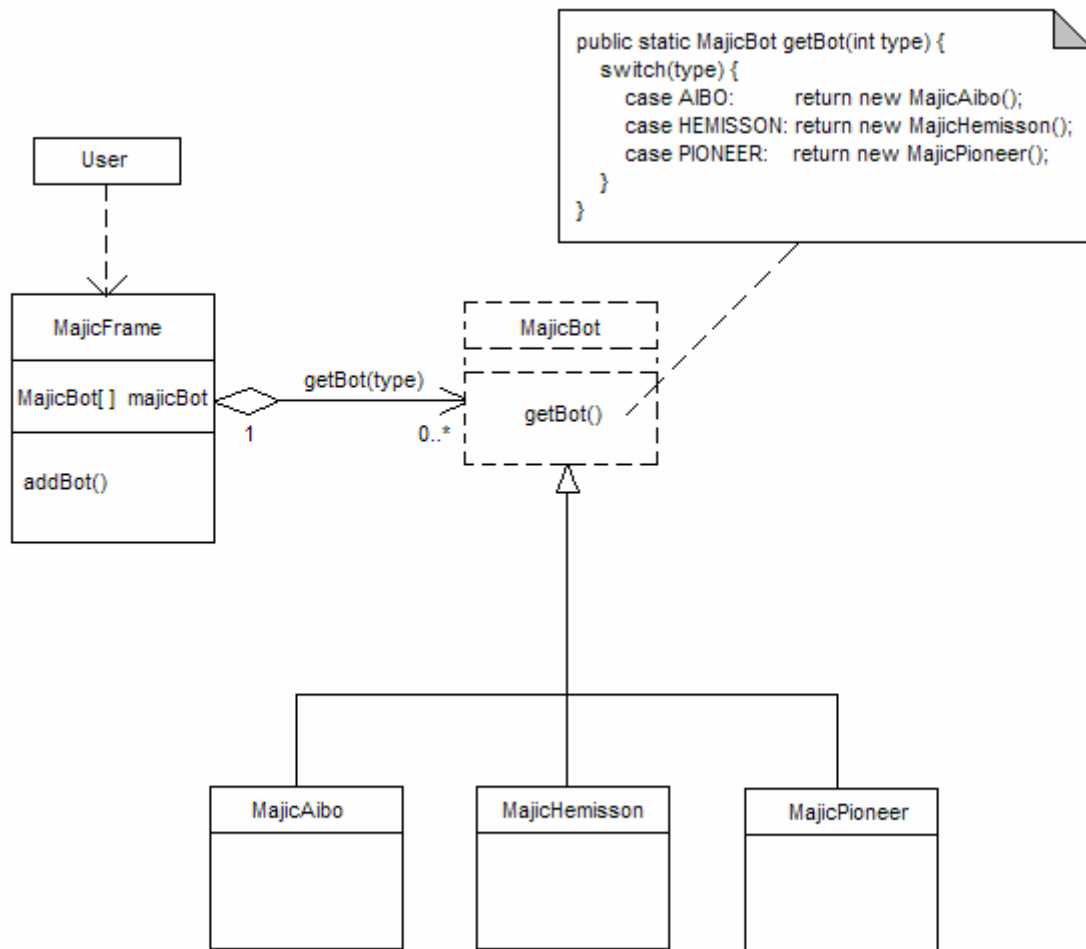 public static MajicBot getBot(int type) {
switch(type) {
case AIBO: return new MajicAibo();
case HEMISSON: return new MajicHemisson();
case PIONEER: return new MajicPioneer();
}
}
User
MajicFrame
MajicBot[ ] majicBot
addBot()
getBot(type)
1
0..*
MajicBot
getBot()
MajicAibo
MajicHemisson
MajicPioneer